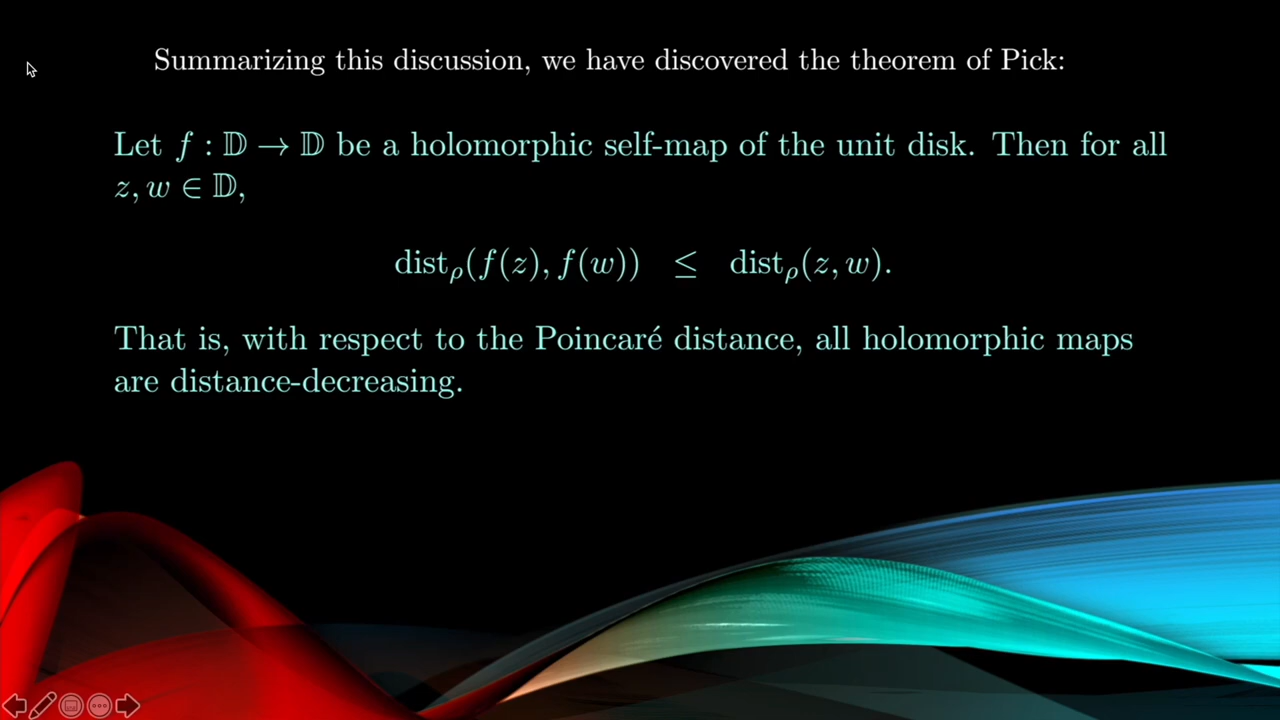 Summarizing this discussion, we have discovered the theorem of Pick:
Let f : 𝔻 → 𝔻 be a holomorphic self-map of the unit disk. Then for all
z, w ∈ 𝔻,
dist_ρ(f(z), f(w)) ≤ dist_ρ(z, w).
That is, with respect to the Poincaré distance, all holomorphic maps
are distance-decreasing.